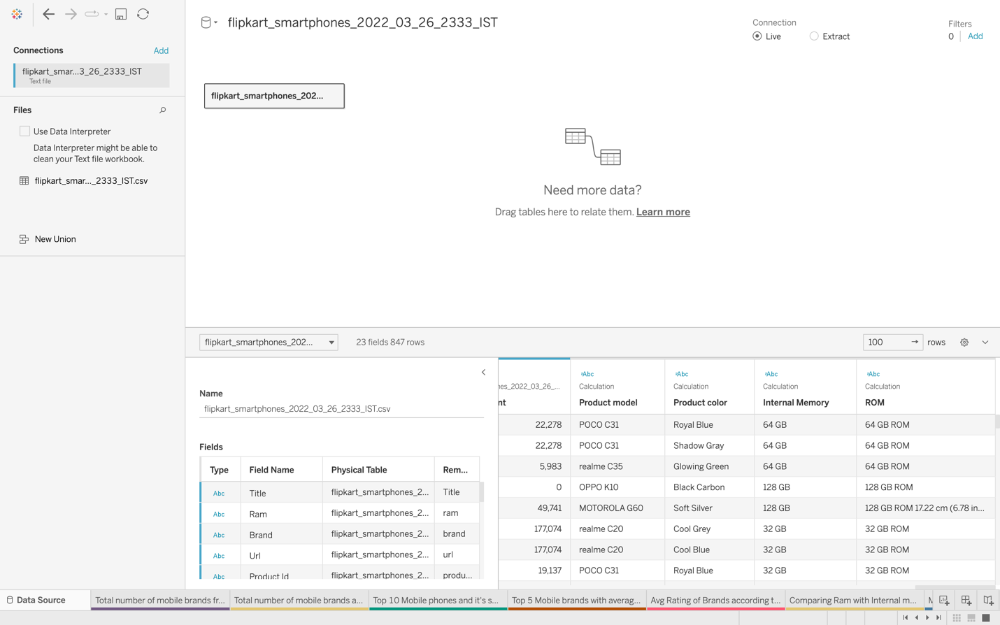 flipkart_smartphones_2022_03_26_2333_IST
Connection
Live
Extract
Filters
0
Add
Connections
Add
flipkart_smar...3_26_2333_IST
Text file
Files
Use Data Interpreter
Data Interpreter might be able to
clean your Text file workbook.
flipkart_smar..._2333_IST.csv
New Union
flipkart_smartphones_202...
Need more data?
Drag tables here to relate them. Learn more
flipkart_smartphones_202...
23 fields 847 rows
100
rows
Name
flipkart_smartphones_2022_03_26_2333_IST.csv
Fields
Type Field Name Physical Table Rem...
Abc Title flipkart_smartphones_2... Title
Abc Ram flipkart_smartphones_2... ram
Abc Brand flipkart_smartphones_2... brand
Abc Url flipkart_smartphones_2... url
Abc Product Id flipkart_smartphones_2... produ...
=Abc =Abc =Abc =Abc
es_2022_03_26_... Calculation Calculation Calculation Calculation
nt Product model Product color Internal Memory ROM
22,278 POCO C31 Royal Blue 64 GB 64 GB ROM
22,278 POCO C31 Shadow Gray 64 GB 64 GB ROM
5,983 realme C35 Glowing Green 64 GB 64 GB ROM
0 OPPO K10 Black Carbon 128 GB 128 GB ROM
49,741 MOTOROLA G60 Soft Silver 128 GB 128 GB ROM 17.22 cm (6.78 in...
177,074 realme C20 Cool Grey 32 GB 32 GB ROM
177,074 realme C20 Cool Blue 32 GB 32 GB ROM
19,137 POCO C31 Royal Blue 32 GB 32 GB ROM
Data Source
Total number of mobile brands fr...
Total number of mobile brands a...
Top 10 Mobile phones and it's s...
Top 5 Mobile brands with averag...
Avg Rating of Brands according t...
Comparing Ram with Internal m...